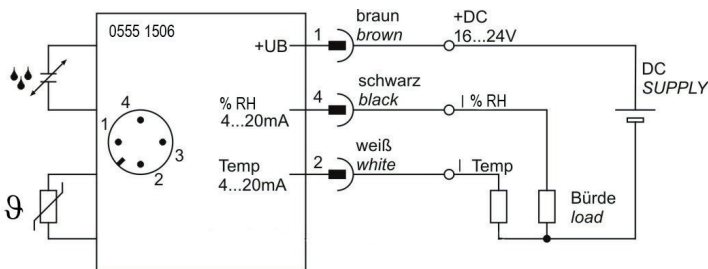 0555 1506
+UB
1
braun
brown
+DC
16...24V
DC
SUPPLY
% RH
4...20mA
4
schwarz
black
I % RH
4
1
3
2
Temp
4...20mA
2
weiß
white
I Temp
ϑ
Bürde
load